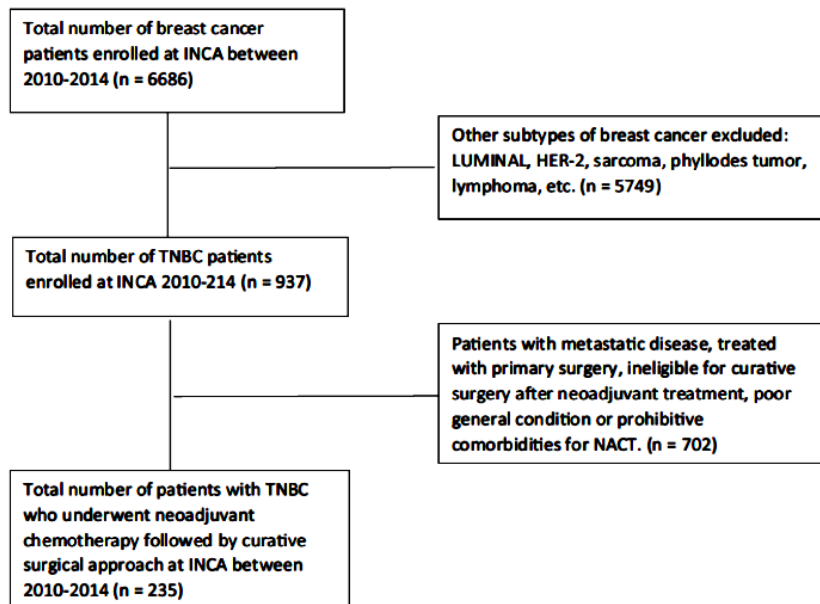 Total number of breast cancer
patients enrolled at INCA between
2010-2014 (n = 6686)
Other subtypes of breast cancer excluded:
LUMINAL, HER-2, sarcoma, phyllodes tumor,
lymphoma, etc. (n = 5749)
Total number of TNBC patients
enrolled at INCA 2010-214 (n = 937)
Patients with metastatic disease, treated
with primary surgery, ineligible for curative
surgery after neoadjuvant treatment, poor
general condition or prohibitive
comorbidities for NACT. (n = 702)
Total number of patients with TNBC
who underwent neoadjuvant
chemotherapy followed by curative
surgical approach at INCA between
2010-2014 (n = 235)